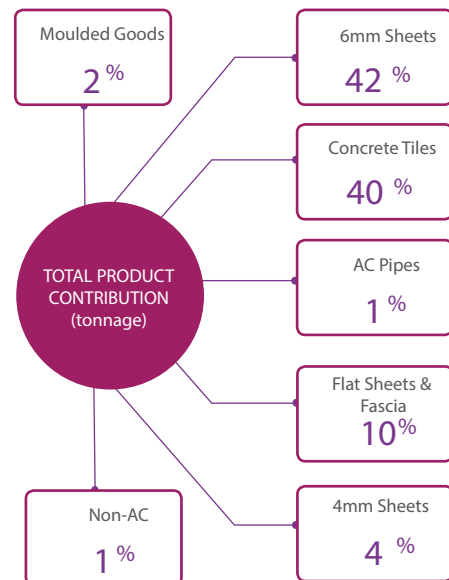 Moulded Goods
2 %
6mm Sheets
42 %
Concrete Tiles
40 %
TOTAL PRODUCT
CONTRIBUTION
(tonnage)
AC Pipes
1 %
Flat Sheets &
Fascia
10%
Non-AC
1 %
4mm Sheets
4 %